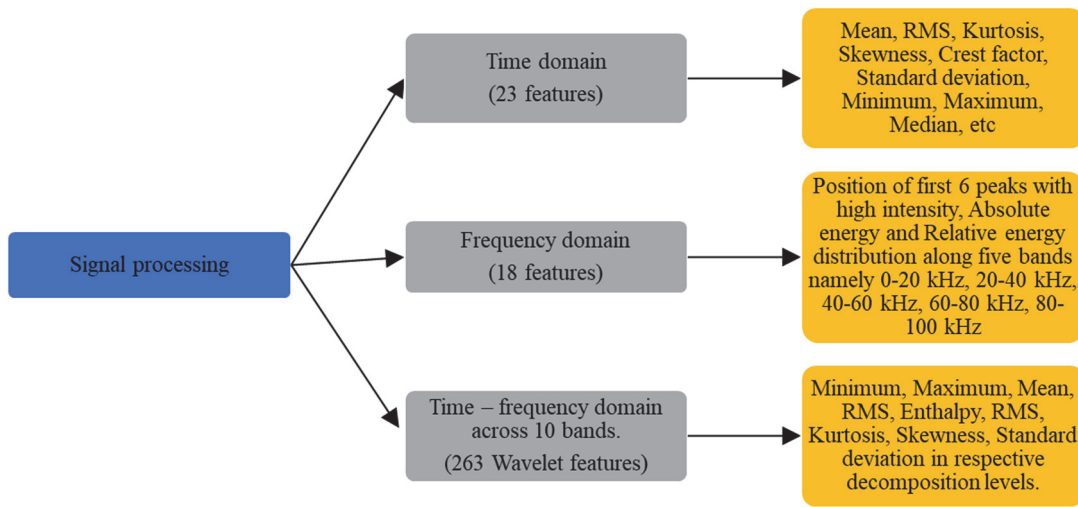 Signal processing
Time domain
(23 features)
Mean, RMS, Kurtosis,
Skewness, Crest factor,
Standard deviation,
Minimum, Maximum,
Median, etc
Frequency domain
(18 features)
Position of first 6 peaks with
high intensity, Absolute
energy and Relative energy
distribution along five bands
namely 0-20 kHz, 20-40 kHz,
40-60 kHz, 60-80 kHz, 80-
100 kHz
Time – frequency domain
across 10 bands.
(263 Wavelet features)
Minimum, Maximum, Mean,
RMS, Enthalpy, RMS,
Kurtosis, Skewness, Standard
deviation in respective
decomposition levels.